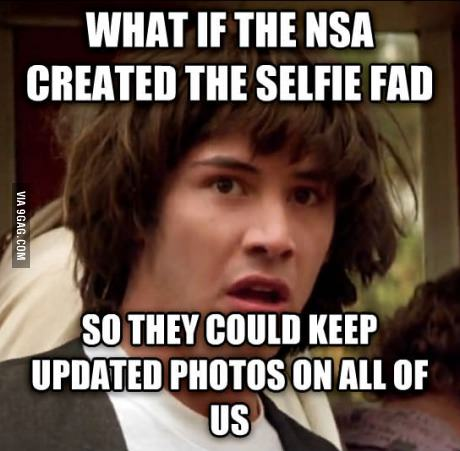 WHAT IF THE NSA
CREATED THE SELFIE FAD
VIA 9GAG.COM
SO THEY COULD KEEP
UPDATED PHOTOS ON ALL OF
US